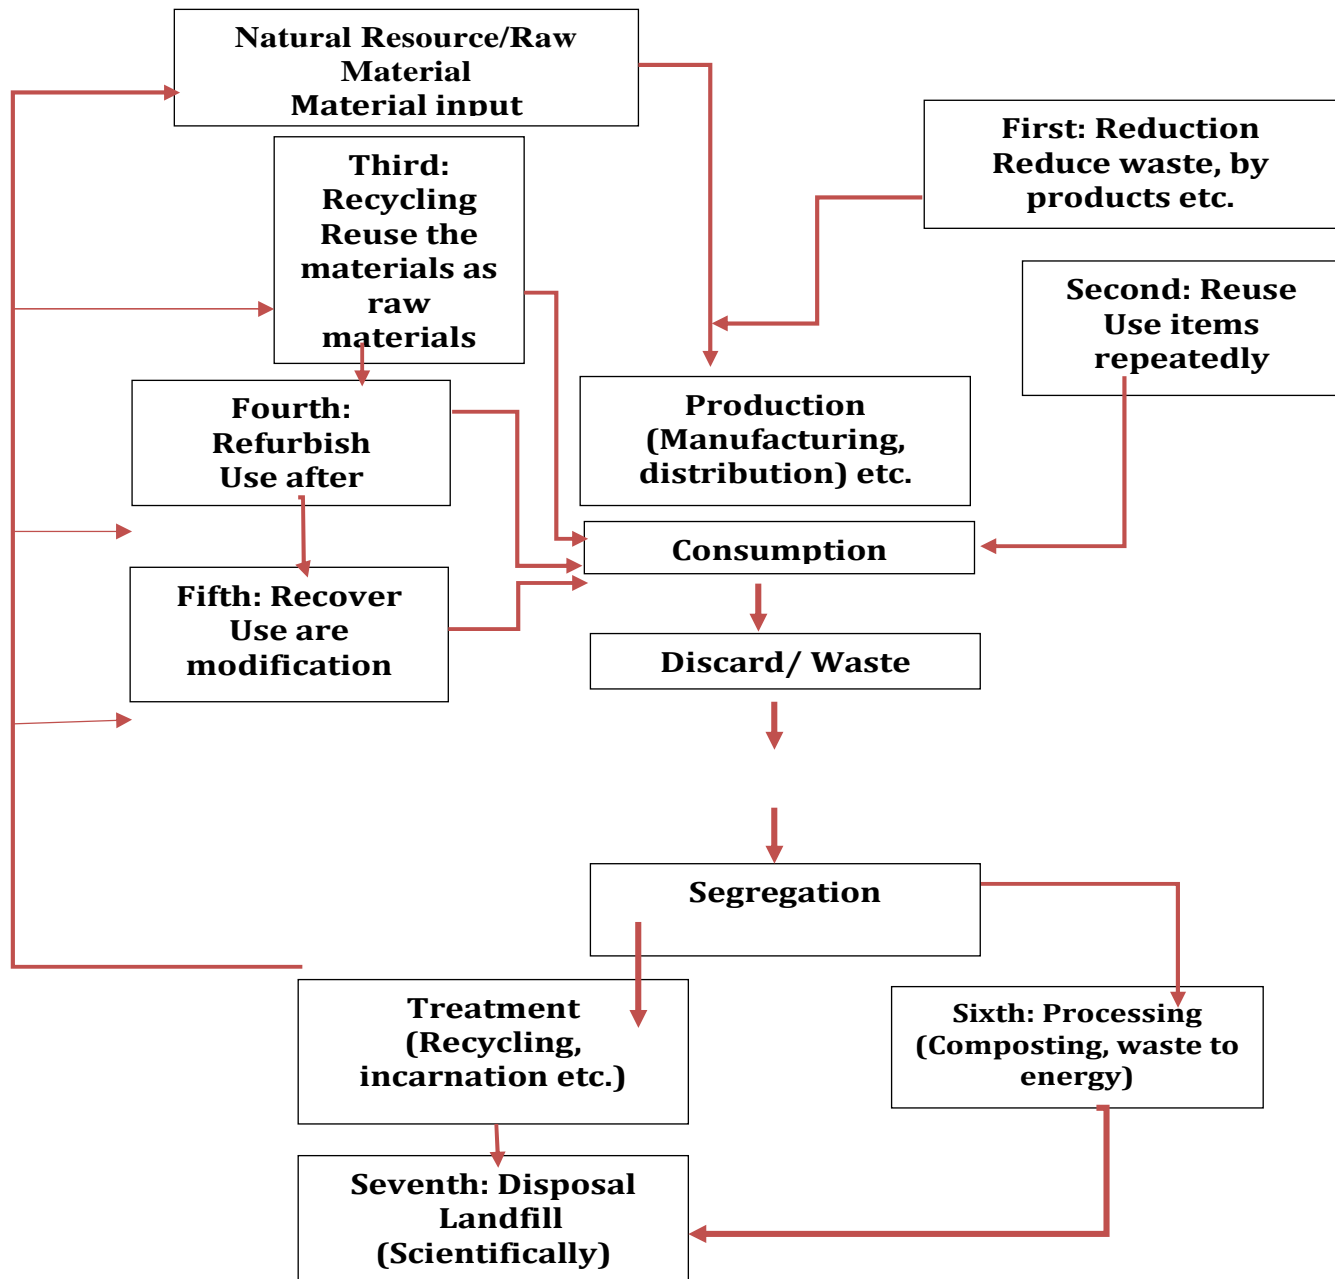 Natural Resource/Raw
Material
Material input
First: Reduction
Reduce waste, by
products etc.
Third:
Recycling
Reuse the
materials as
raw
materials
Second: Reuse
Use items
repeatedly
Fourth:
Refurbish
Use after
Production
(Manufacturing,
distribution) etc.
Consumption
Fifth: Recover
Use are
modification
Discard/ Waste
Segregation
Treatment
(Recycling,
incarnation etc.)
Sixth: Processing
(Composting, waste to
energy)
Seventh: Disposal
Landfill
(Scientifically)